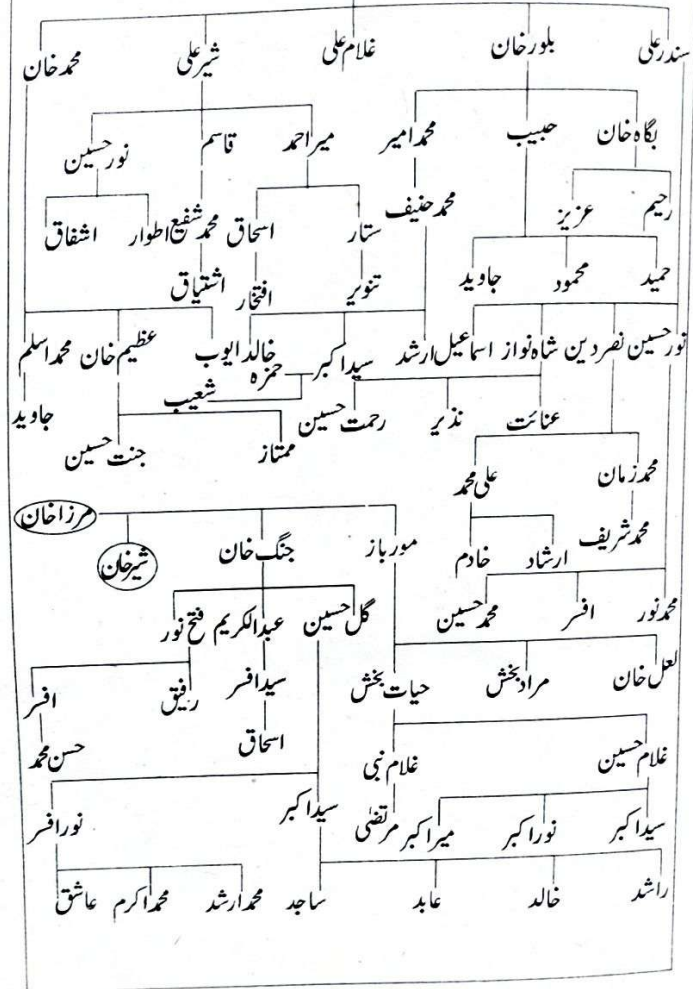 سندر علی بلور خان غلام علی شیر علی محمد خان
بگاہ خان حبیب محمد امیر میر احمد قاسم نور حسین
رحیم عزیز محمد حنیف ستار اسحاق محمد شفیع اطوار اشفاق
حمید محمود جاوید تنویر افتخار اشتیاق
نور حسین نصر دین شاہ نواز اسماعیل ارشد سید اکبر خالد ایوب عظیم خان محمد اسلم
حمزہ
شعیب
عنائت نذیر رحمت حسین ممتاز جنت حسین جاوید
محمد زمان علی محمد
محمد شریف ارشاد خادم مور باز جنگ خان شیر خان مرزا خان
محمد نور افسر محمد حسین گل حسین عبدالکریم فتح نور
لعل خان مراد بخش حیات بخش سید افسر رفیق افسر
اسحاق حسن محمد
غلام حسین غلام نبی
سید اکبر نور اکبر میر اکبر مرتضیٰ سید اکبر نور افسر
راشد خالد عابد ساجد محمد ارشد محمد اکرم عاشق